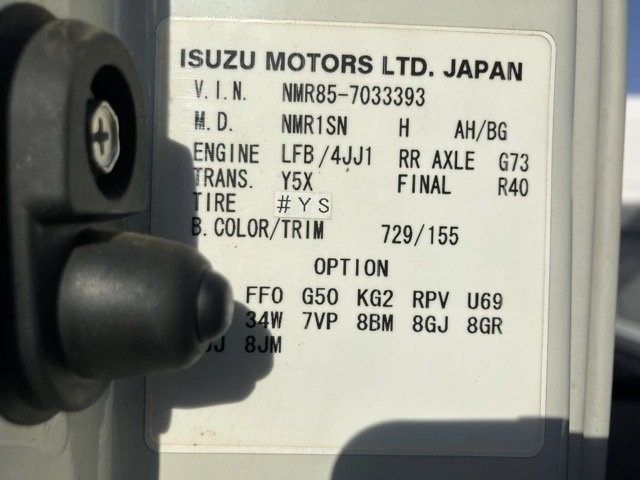 ISUZU MOTORS LTD. JAPAN
V.I.N. NMR85-7033393
M.D. NMR1SN H AH/BG
ENGINE LFB/4JJ1 RR AXLE G73
TRANS. Y5X FINAL R40
TIRE #YS
B.COLOR/TRIM 729/155
OPTION
FFO G50 KG2 RPV U69
34W 7VP 8BM 8GJ 8GR
8JM